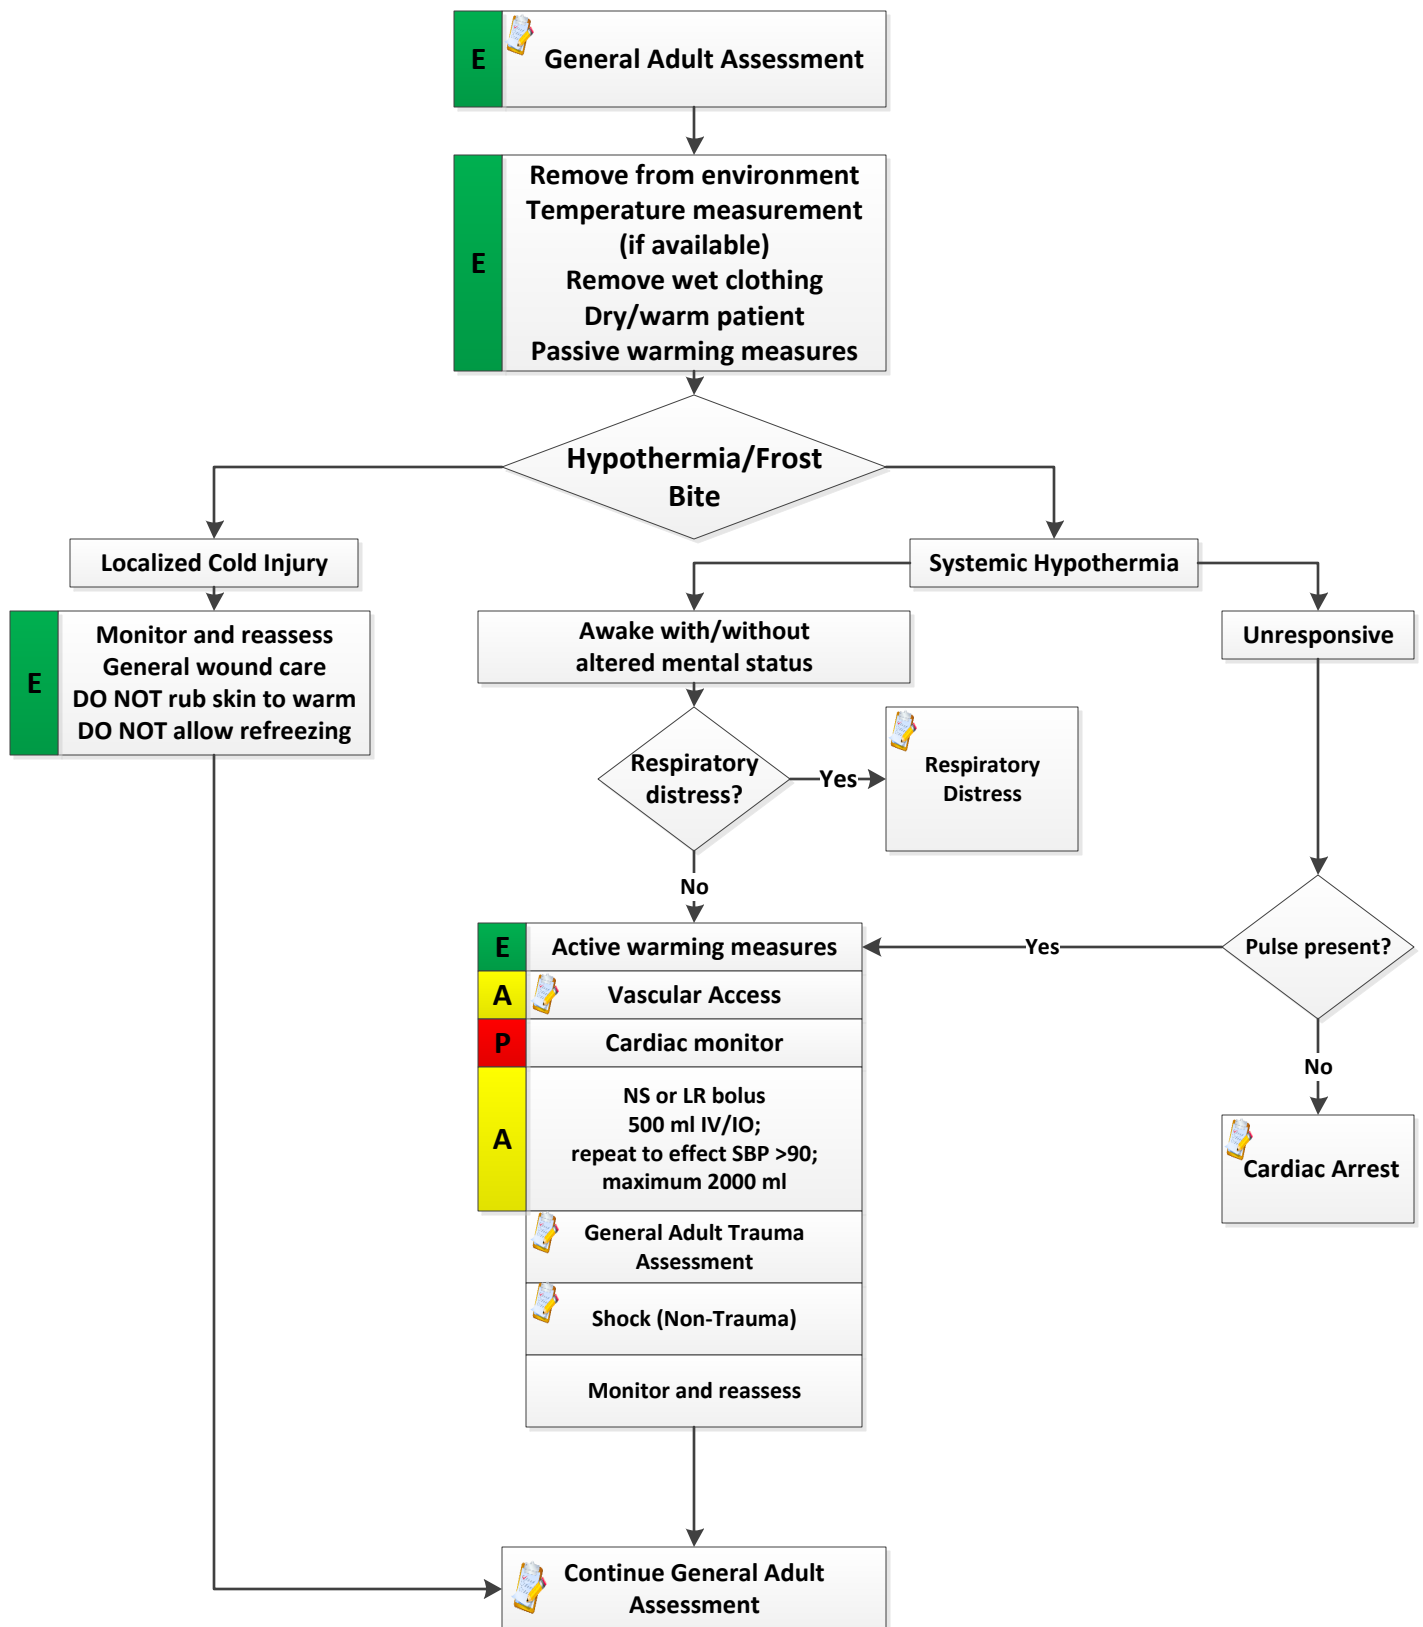 E
General Adult Assessment
E
Remove from environment
Temperature measurement
(if available)
Remove wet clothing
Dry/warm patient
Passive warming measures
Hypothermia/Frost
Bite
Localized Cold Injury
Systemic Hypothermia
E
Monitor and reassess
General wound care
DO NOT rub skin to warm
DO NOT allow refreezing
Awake with/without
altered mental status
Unresponsive
Respiratory
distress?
Yes
Respiratory
Distress
No
E
Active warming measures
Yes
Pulse present?
A
Vascular Access
P
Cardiac monitor
No
A
NS or LR bolus
500 ml IV/IO;
repeat to effect SBP >90;
maximum 2000 ml
Cardiac Arrest
General Adult Trauma
Assessment
Shock (Non-Trauma)
Monitor and reassess
Continue General Adult
Assessment